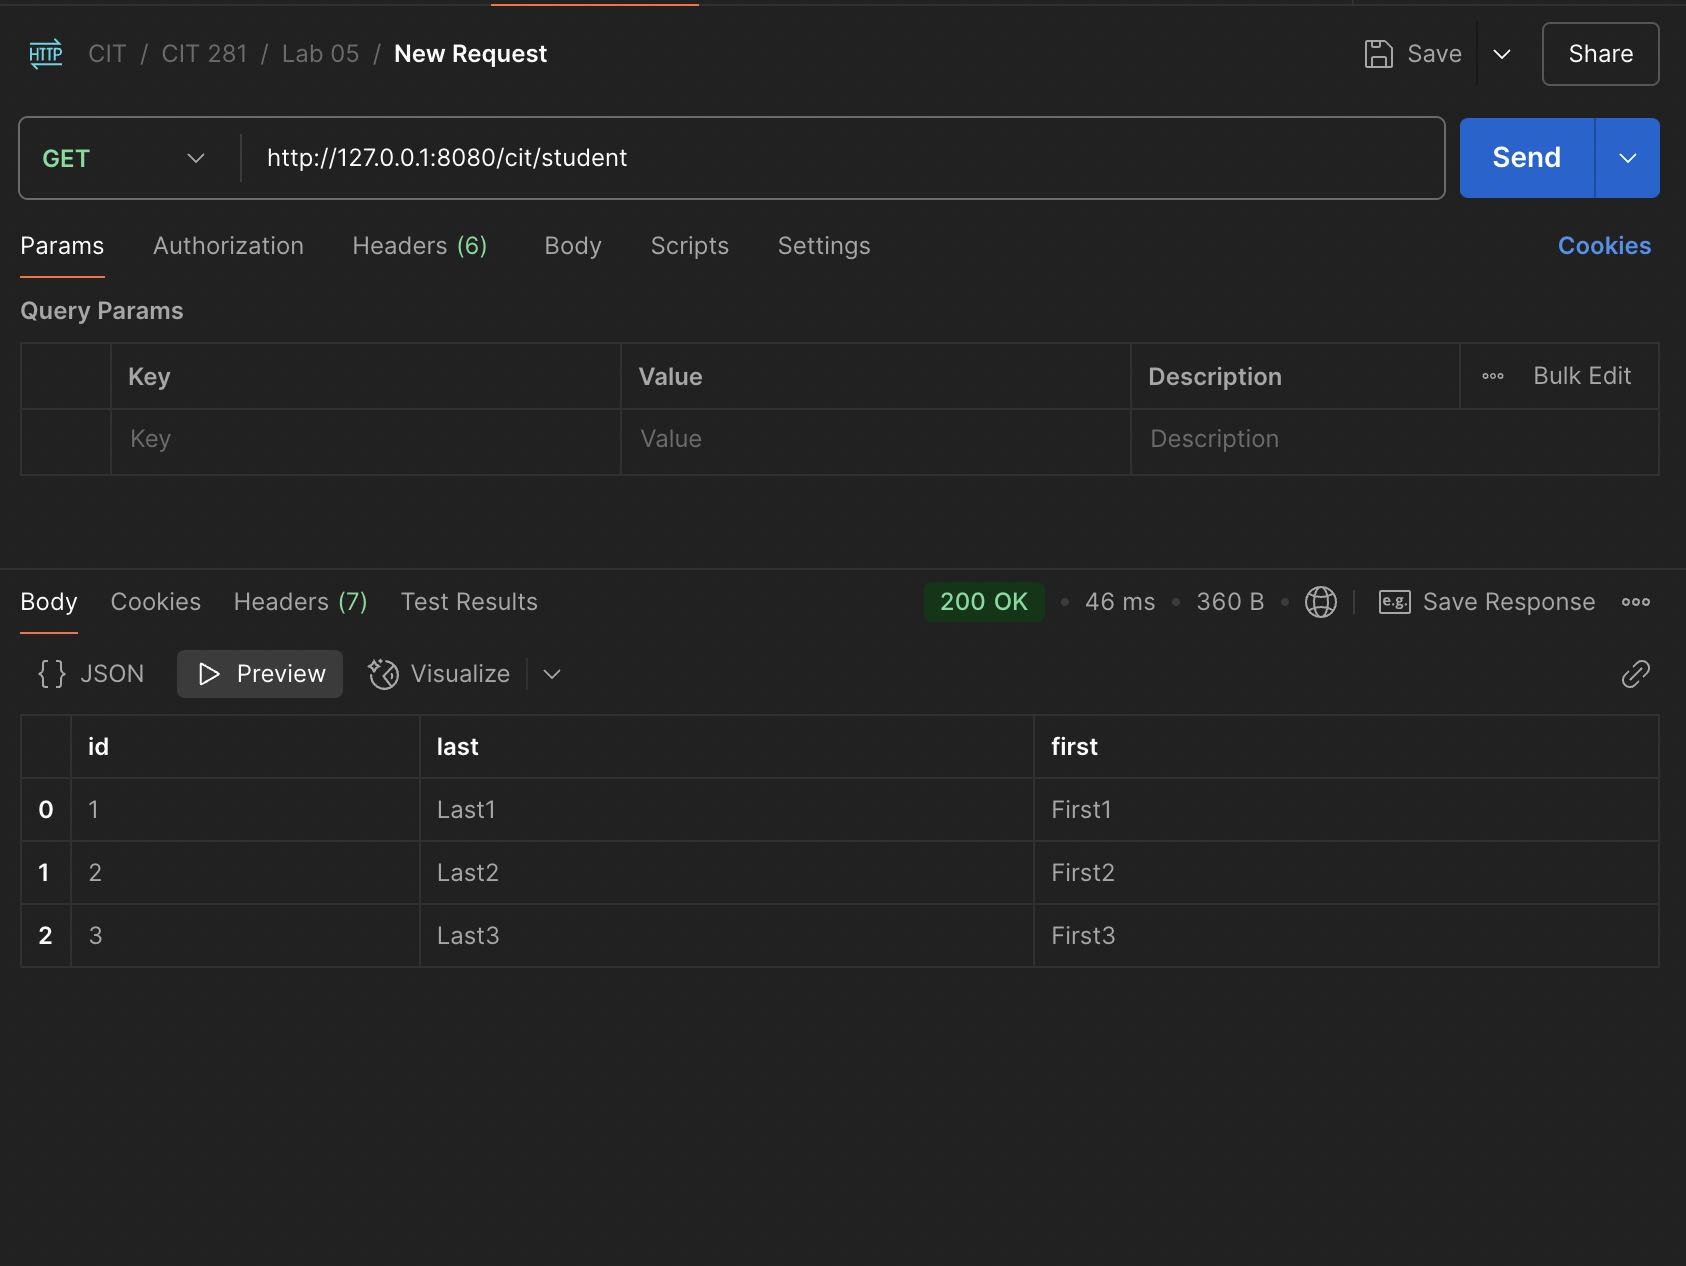 HTTP CIT / CIT 281 / Lab 05 / New Request Save Share
GET http://127.0.0.1:8080/cit/student Send
Params Authorization Headers (6) Body Scripts Settings Cookies
Query Params
Key Value Description Bulk Edit
Key Value Description
Body Cookies Headers (7) Test Results 200 OK • 46 ms • 360 B • e.g. Save Response
{} JSON Preview Visualize
id last first
0 1 Last1 First1
1 2 Last2 First2
2 3 Last3 First3